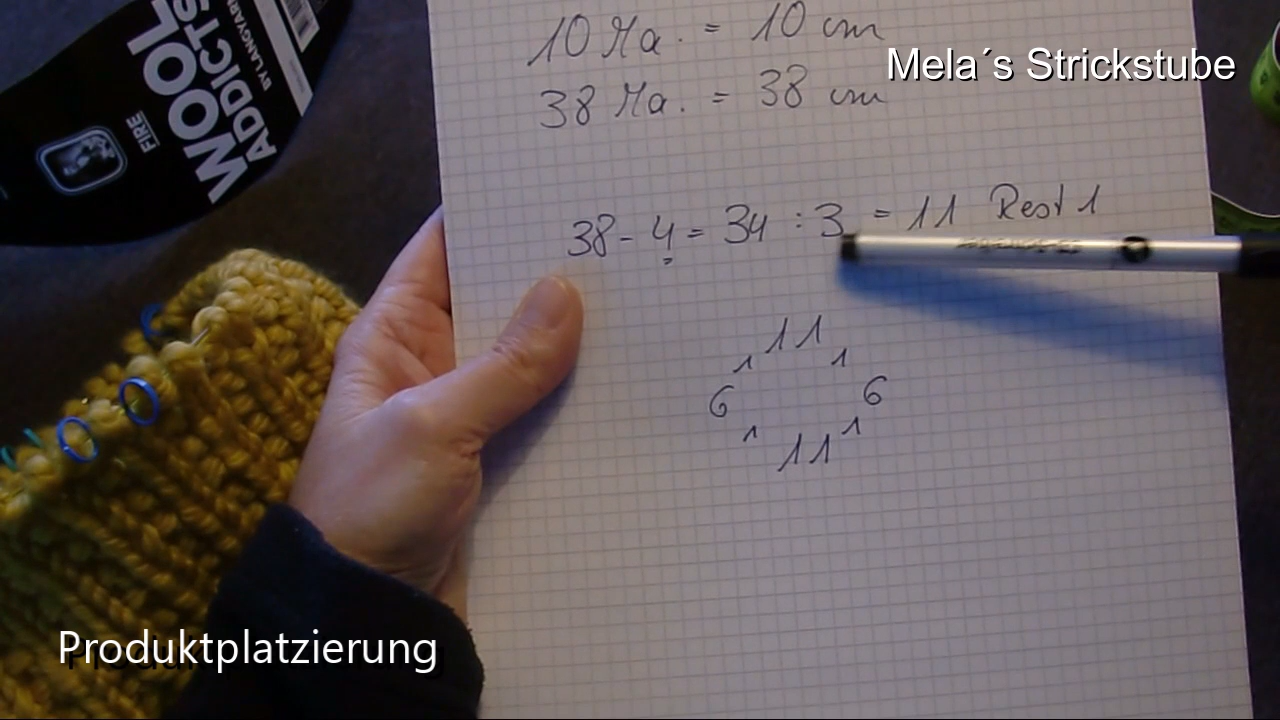 10 Ma. = 10 cm
Mela´s Strickstube
38 Ma. = 38 cm
WOOL
ADDICTS
BY LANGYARNS
FIRE
38 - 4 = 34 : 3 = 11 Rest 1
11
1 1
6 6
1 1
11
Produktplatzierung